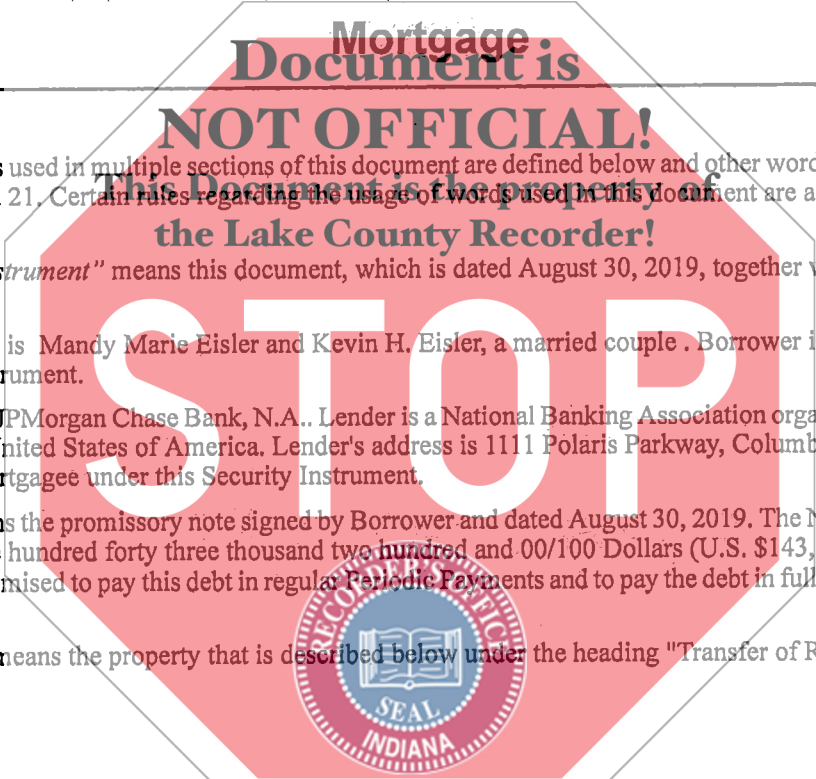 Mortgage
Document is
NOT OFFICIAL!
s used in multiple sections of this document are defined below and other word
This Document is the property of
21. Certain rules regarding the usage of words used in this document are a
the Lake County Recorder!
strument" means this document, which is dated August 30, 2019, together
STOP
is Mandy Marie Eisler and Kevin H. Eisler, a married couple . Borrower i
rument.
JPMorgan Chase Bank, N.A.. Lender is a National Banking Association orga
nited States of America. Lender's address is 1111 Polaris Parkway, Columb
rtgagee under this Security Instrument.
s the promissory note signed by Borrower and dated August 30, 2019. The N
hundred forty three thousand two hundred and 00/100 Dollars (U.S. $143,
mised to pay this debt in regular Periodic Payments and to pay the debt in full
RECORDER'S OFFICE
means the property that is described below under the heading "Transfer of R
SEAL
INDIANA